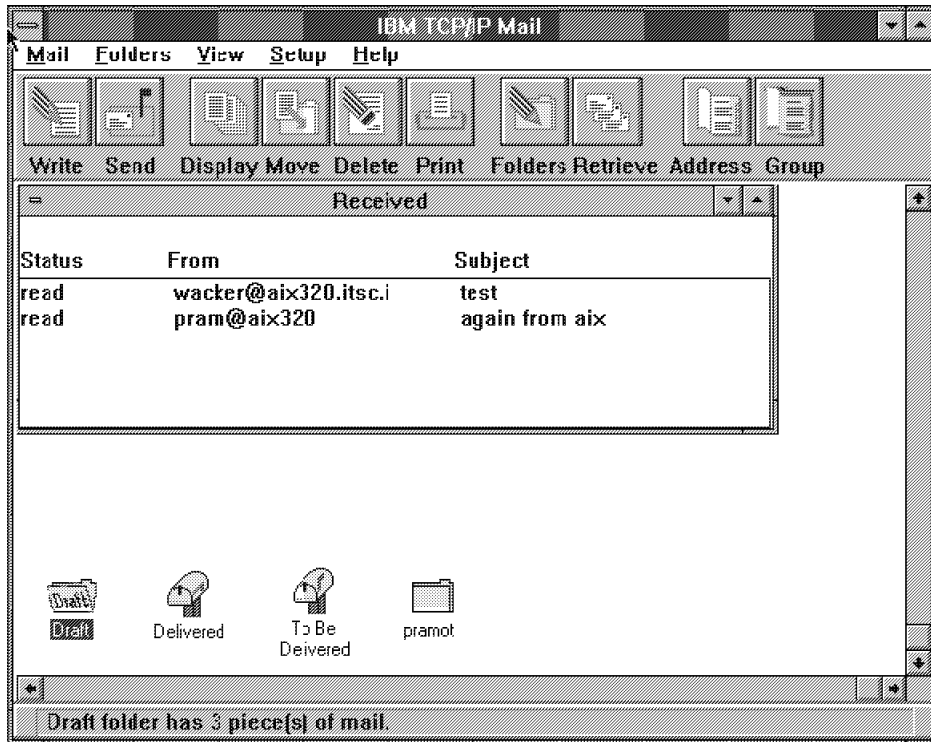 IBM TCP/IP Mail
Mail Folders View Setup Help
Write Send Display Move Delete Print Folders Retrieve Address Group
Received
Status From Subject
read wacker@aix320.itsc.i test
read pram@aix320 again from aix
Draft
Draft Delivered To Be Deivered pramot
Draft folder has 3 piece(s) of mail.